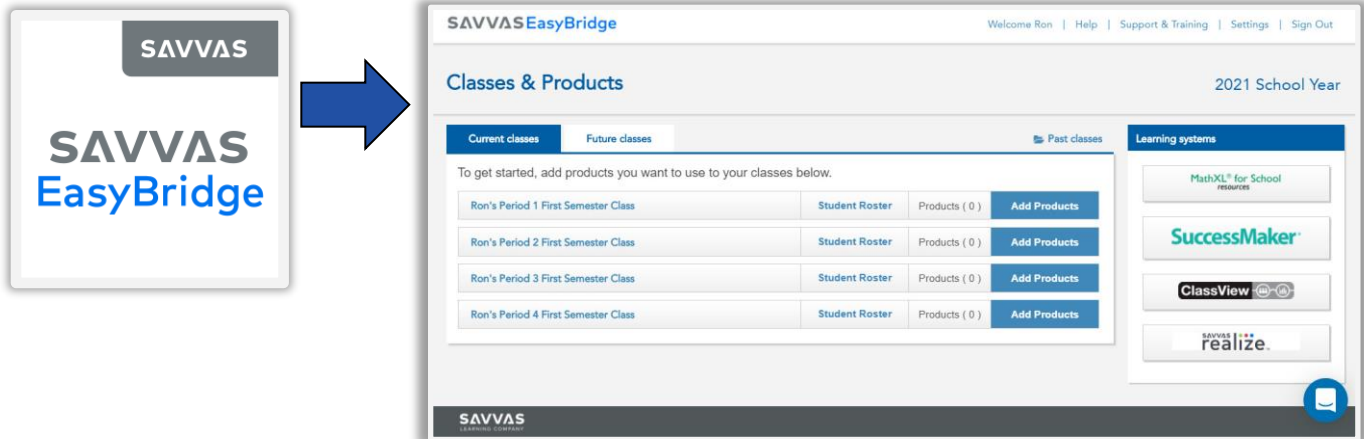 SAVVAS
SAVVAS
EasyBridge
SAVVAS EasyBridge
Welcome Ron | Help | Support & Training | Settings | Sign Out
Classes & Products
2021 School Year
Current classes
Future classes
Past classes
Learning systems
To get started, add products you want to use to your classes below.
Ron's Period 1 First Semester Class Student Roster Products ( 0 ) Add Products
Ron's Period 2 First Semester Class Student Roster Products ( 0 ) Add Products
Ron's Period 3 First Semester Class Student Roster Products ( 0 ) Add Products
Ron's Period 4 First Semester Class Student Roster Products ( 0 ) Add Products
MathXL® for School
resources
SuccessMaker
ClassView
SAVVAS
realize
SAVVAS
LEARNING COMPANY